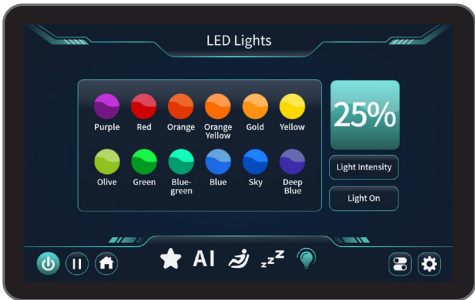 LED Lights
Purple Red Orange Orange Yellow Gold Yellow
25%
Olive Green Blue-green Blue Sky Deep Blue
Light Intensity
Light On
AI zzZ